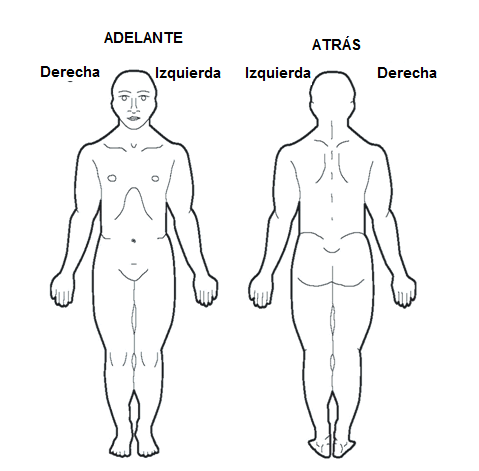 ADELANTE
Derecha Izquierda
ATRÁS
Izquierda Derecha